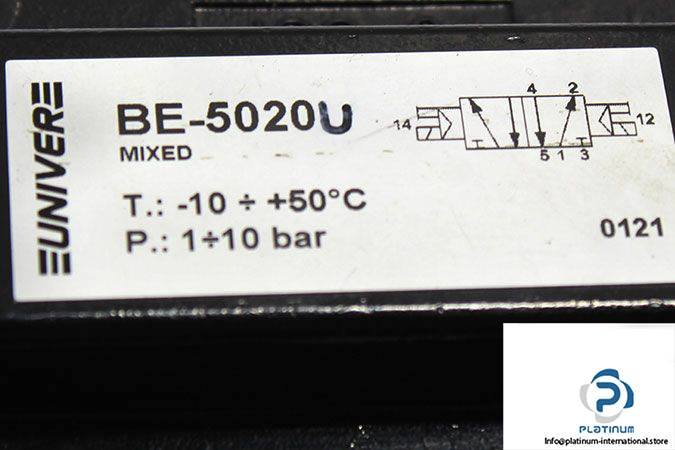 UNIVER
BE-5020U
MIXED
T.: -10 ÷ +50°C
P.: 1÷10 bar
14
4 2
12
5 1 3
0121
PLATINUM
Info@platinum-international.store